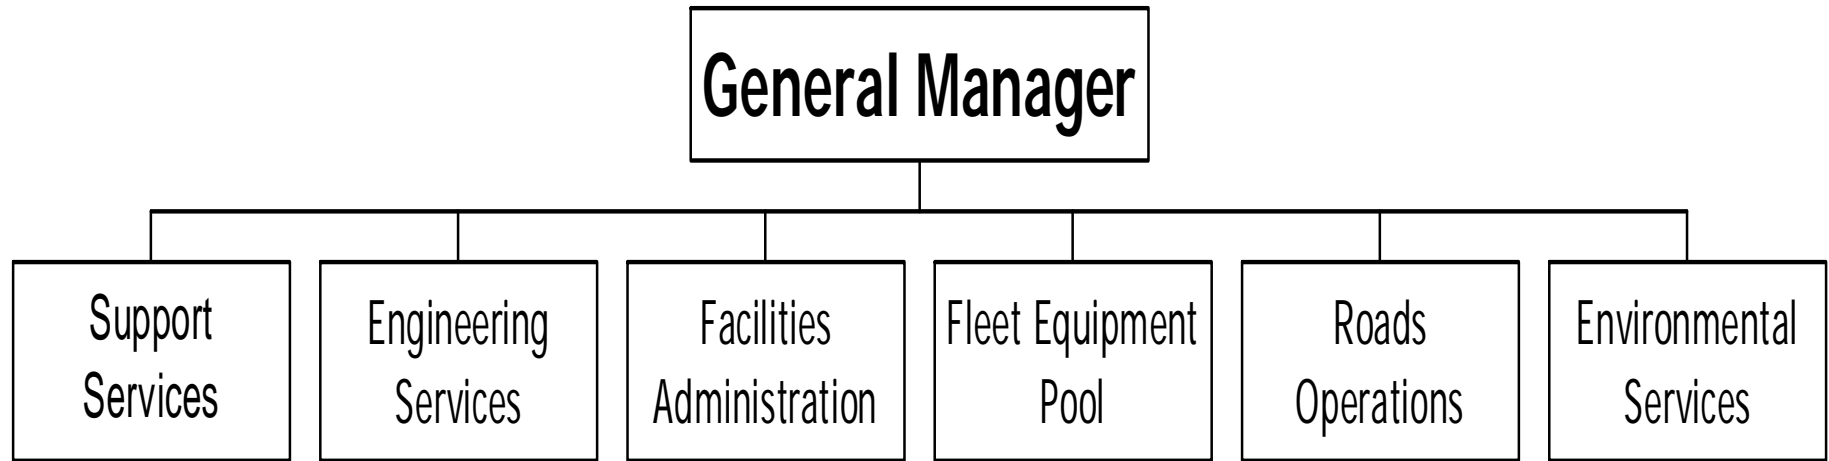 General Manager
Support
Services
Engineering
Services
Facilities
Administration
Fleet Equipment
Pool
Roads
Operations
Environmental
Services